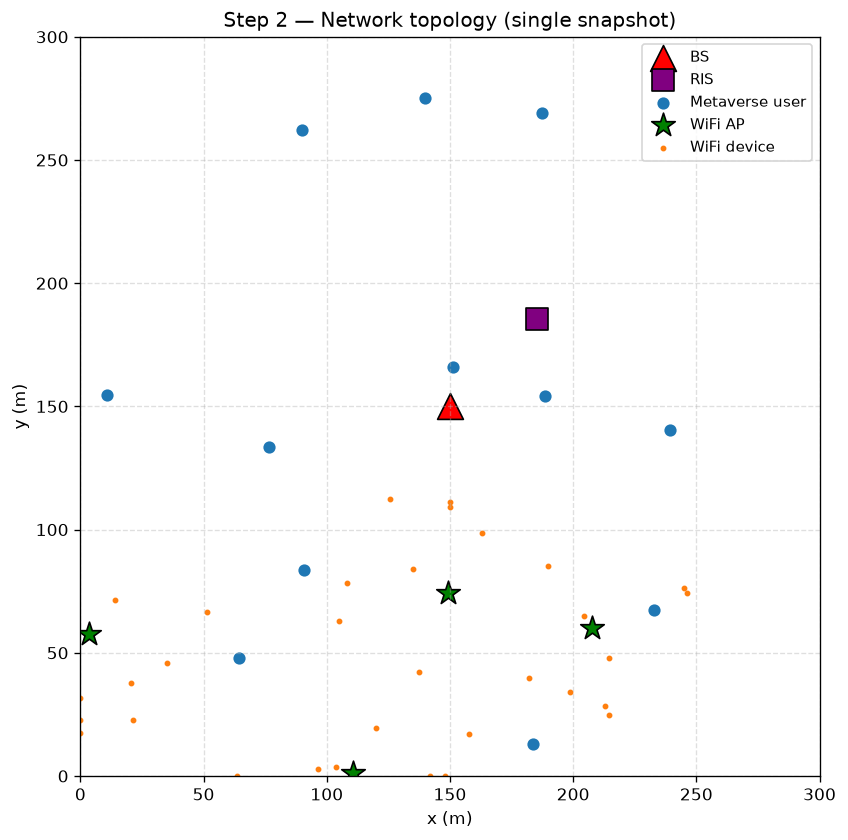 Step 2 — Network topology (single snapshot)
300
250
200
150
100
50
0
y (m)
BS
RIS
Metaverse user
WiFi AP
WiFi device
0 50 100 150 200 250 300
x (m)